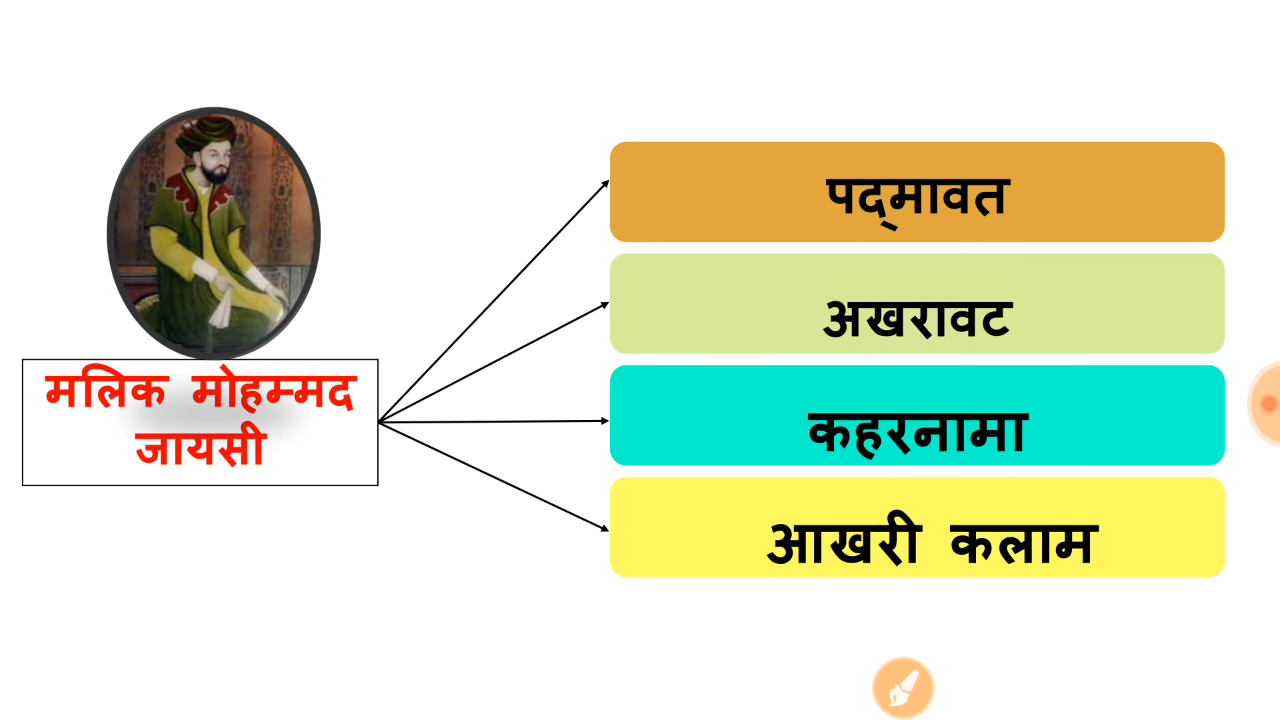 मलिक मोहम्मद
जायसी
पद्मावत
अखरावट
कहरनामा
आखरी कलाम